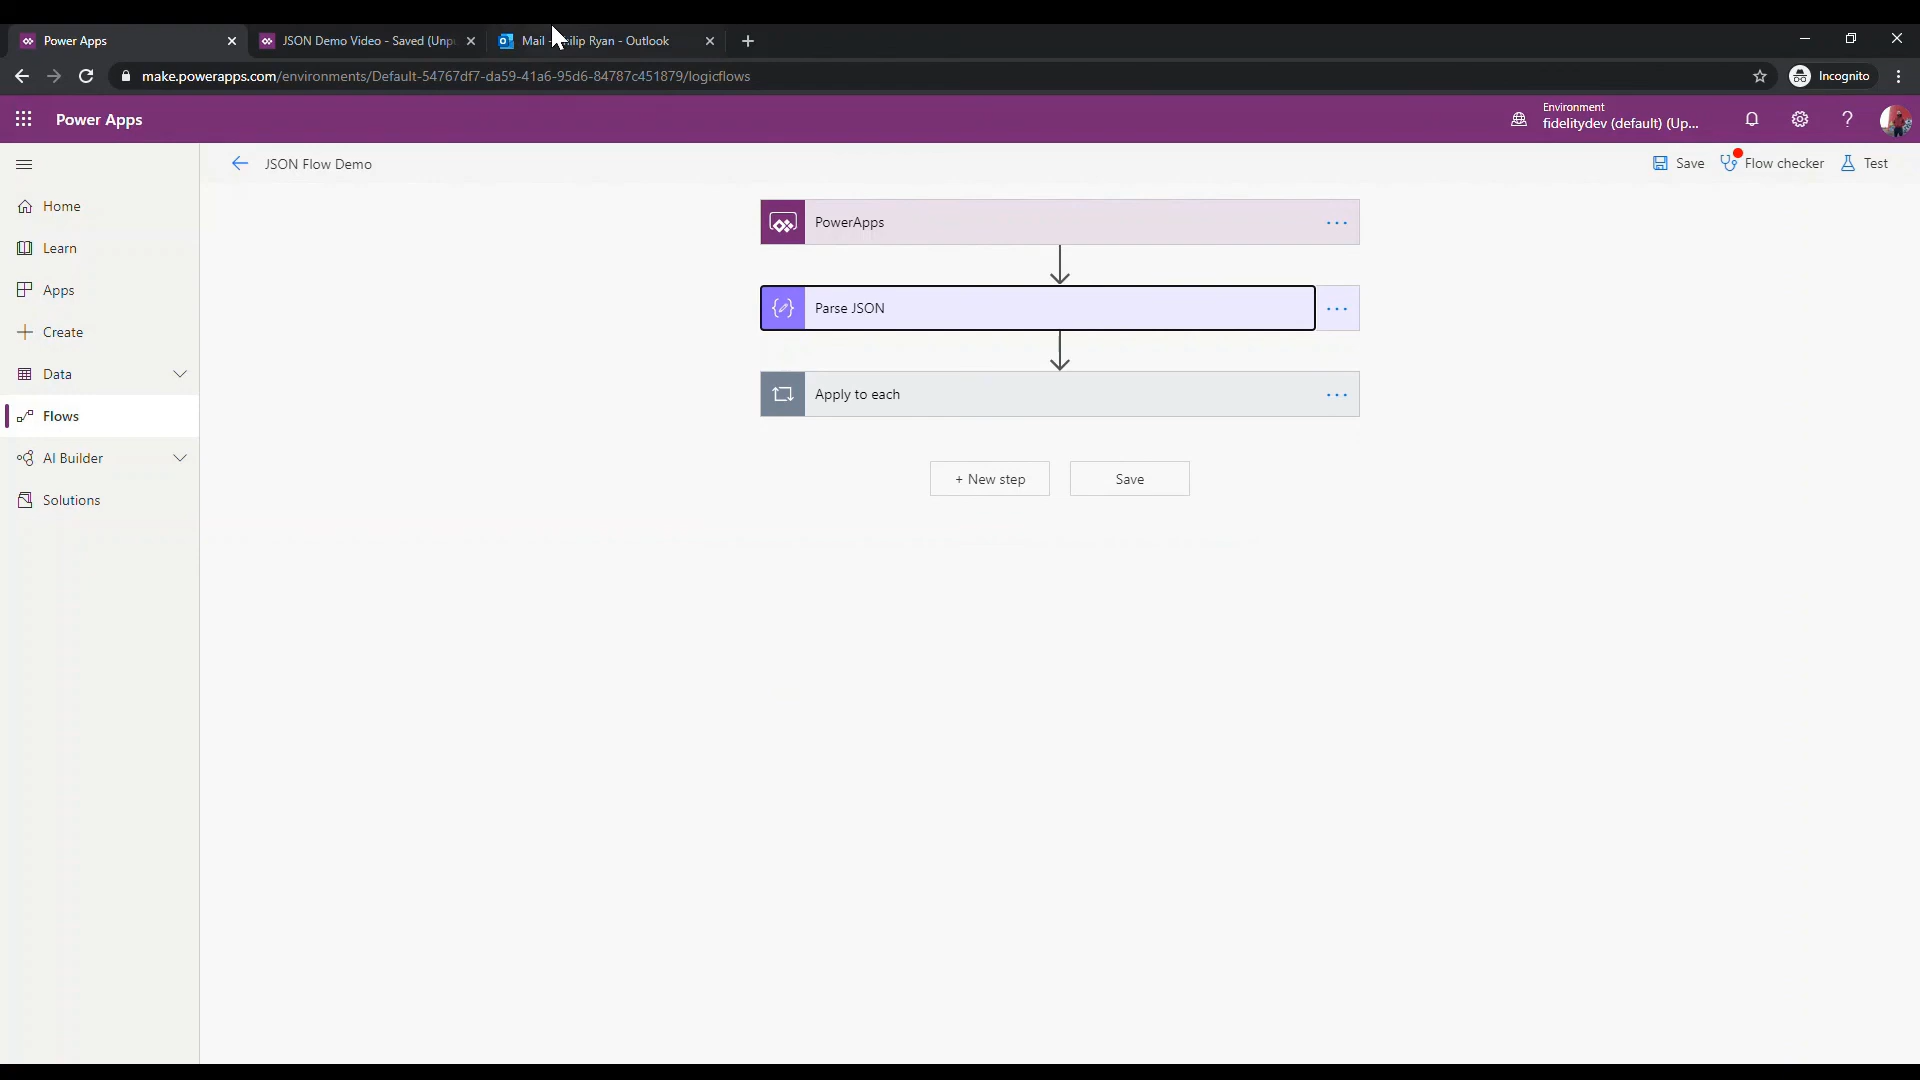 Power Apps
JSON Demo Video - Saved (Unp
Mail - ilip Ryan - Outlook
make.powerapps.com/environments/Default-54767df7-da59-41a6-95d6-84787c451879/logicflows
Incognito
Power Apps
Environment
fidelitydev (default) (Up...
JSON Flow Demo
Save
Flow checker
Test
Home
Learn
Apps
Create
Data
Flows
AI Builder
Solutions
PowerApps
Parse JSON
Apply to each
+ New step
Save